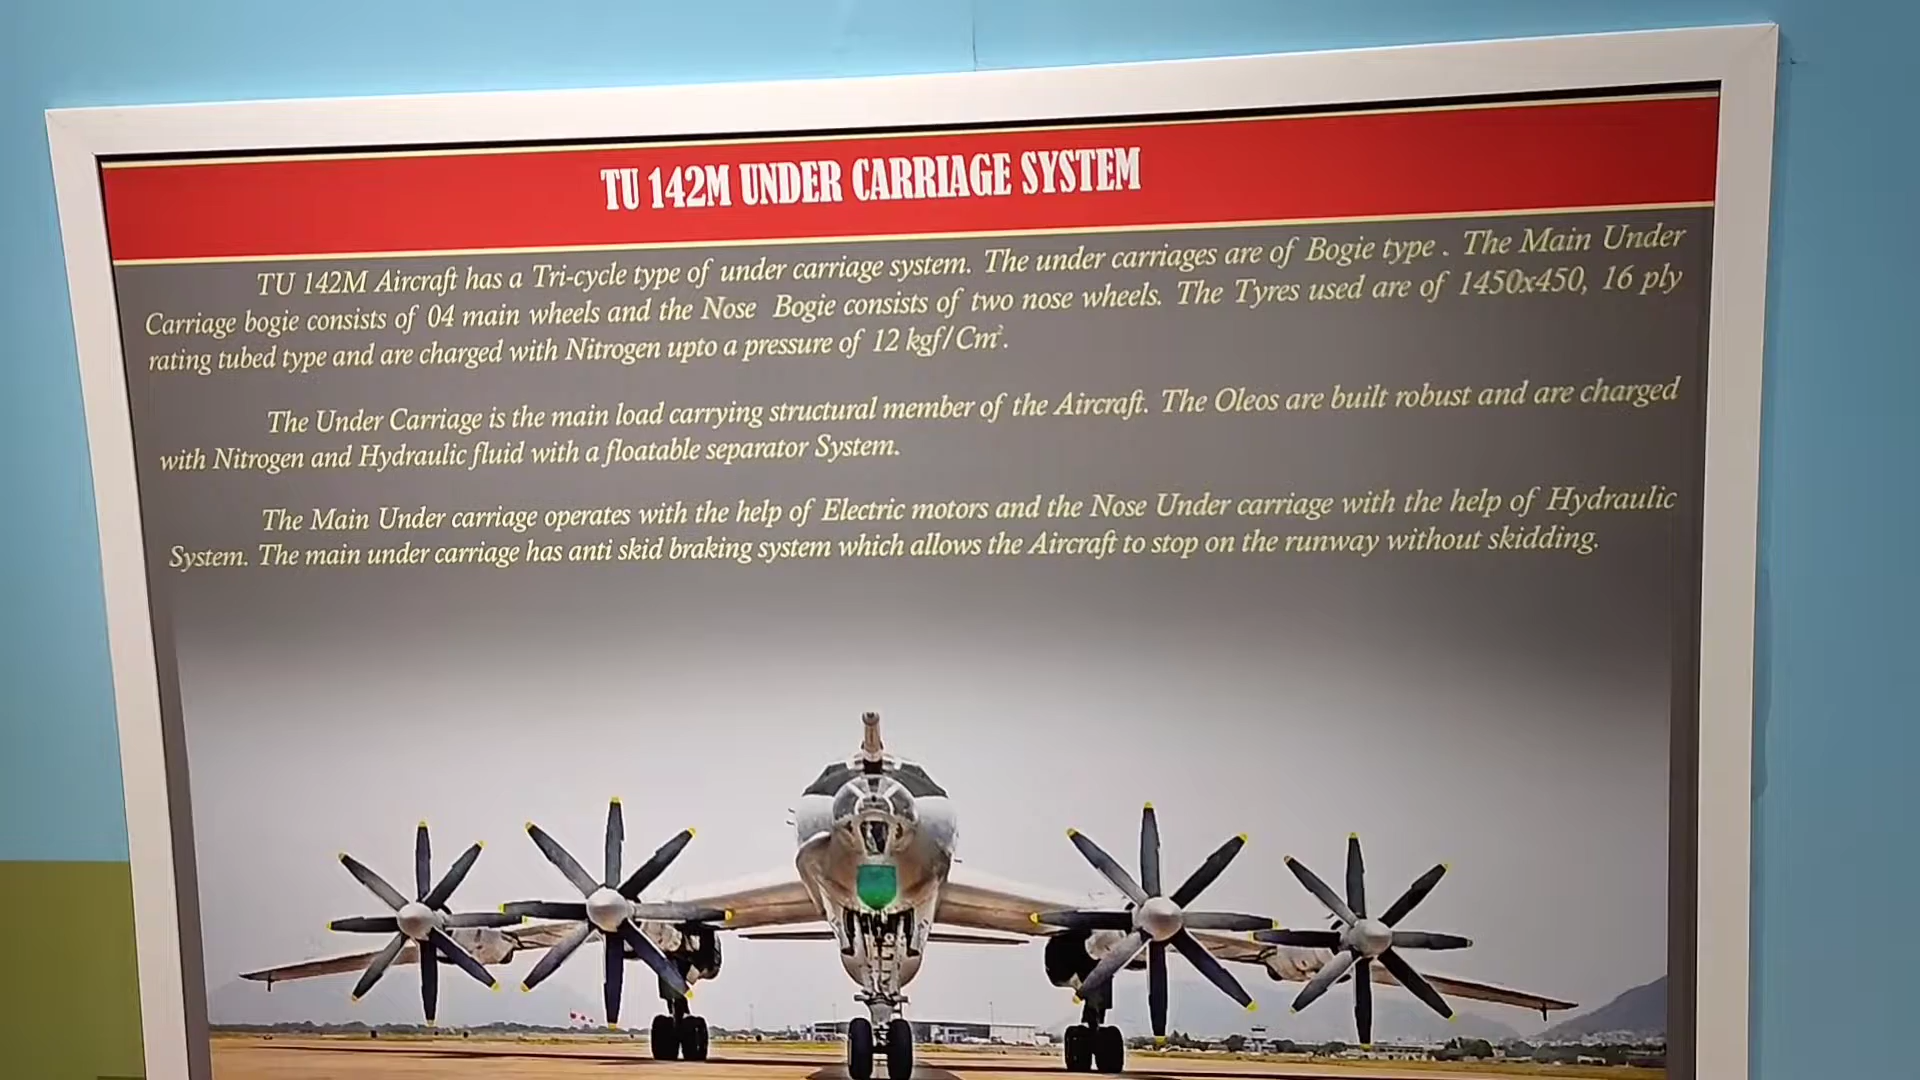 TU 142M UNDER CARRIAGE SYSTEM
TU 142M Aircraft has a Tri-cycle type of under carriage system. The under carriages are of Bogie type . The Main Under
Carriage bogie consists of 04 main wheels and the Nose Bogie consists of two nose wheels. The Tyres used are of 1450x450, 16 ply
rating tubed type and are charged with Nitrogen upto a pressure of 12 kgf/Cm².
The Under Carriage is the main load carrying structural member of the Aircraft. The Oleos are built robust and are charged
with Nitrogen and Hydraulic fluid with a floatable separator System.
The Main Under carriage operates with the help of Electric motors and the Nose Under carriage with the help of Hydraulic
System. The main under carriage has anti skid braking system which allows the Aircraft to stop on the runway without skidding.